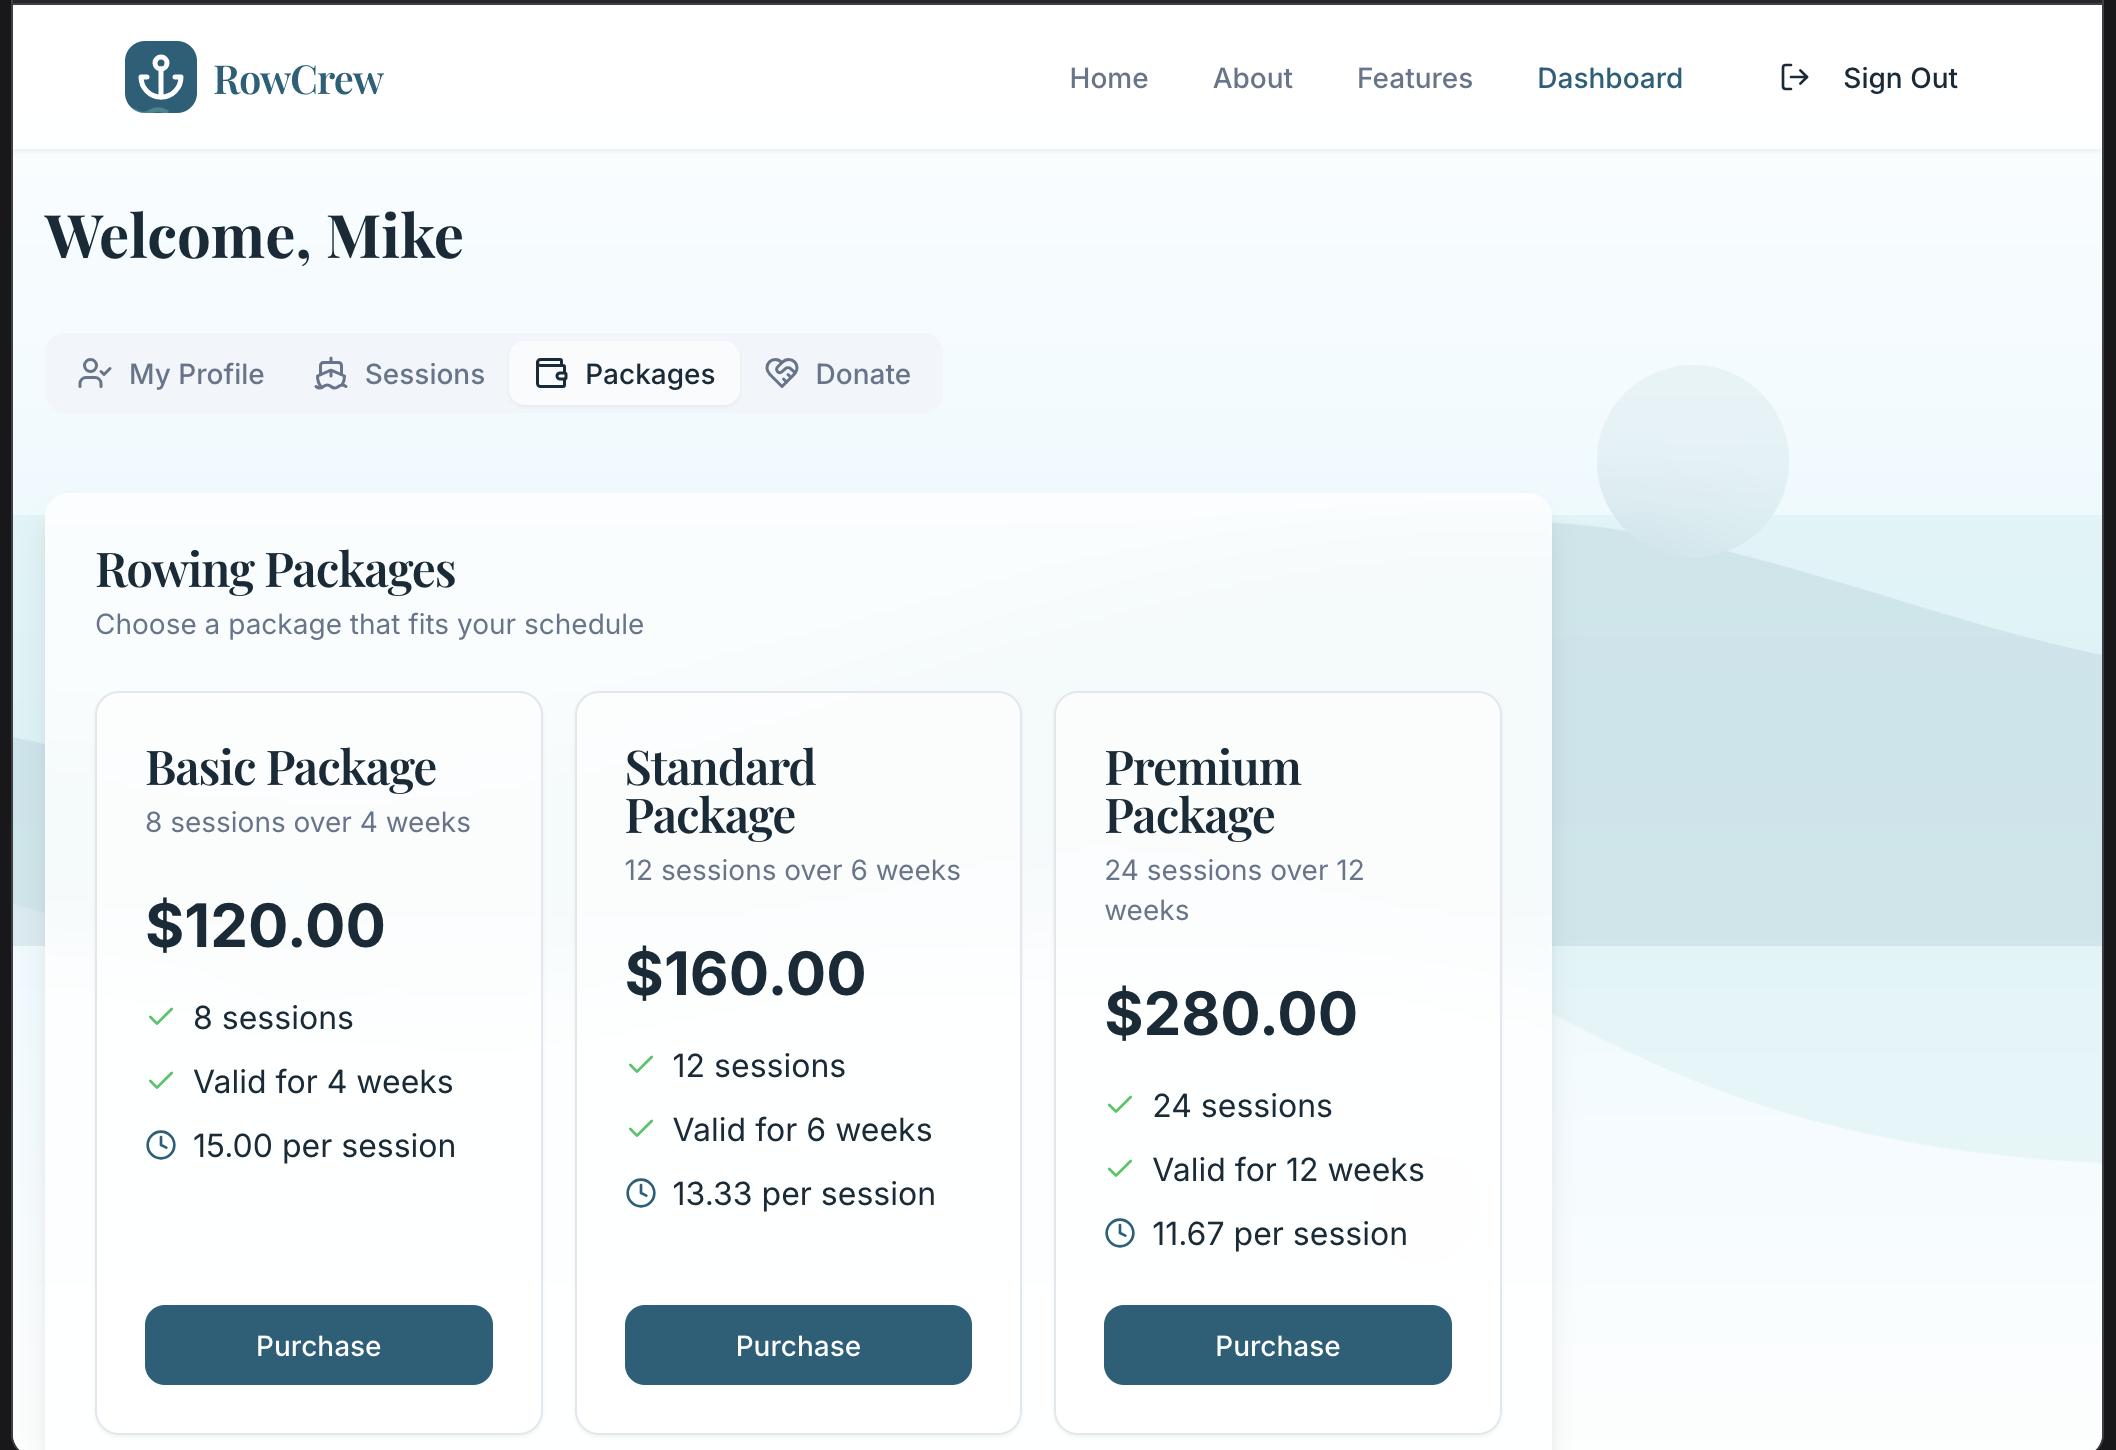 RowCrew
Home
About
Features
Dashboard
Sign Out
Welcome, Mike
My Profile
Sessions
Packages
Donate
Rowing Packages
Choose a package that fits your schedule
Basic Package
8 sessions over 4 weeks
$120.00
8 sessions
Valid for 4 weeks
15.00 per session
Purchase
Standard
Package
12 sessions over 6 weeks
$160.00
12 sessions
Valid for 6 weeks
13.33 per session
Purchase
Premium
Package
24 sessions over 12
weeks
$280.00
24 sessions
Valid for 12 weeks
11.67 per session
Purchase